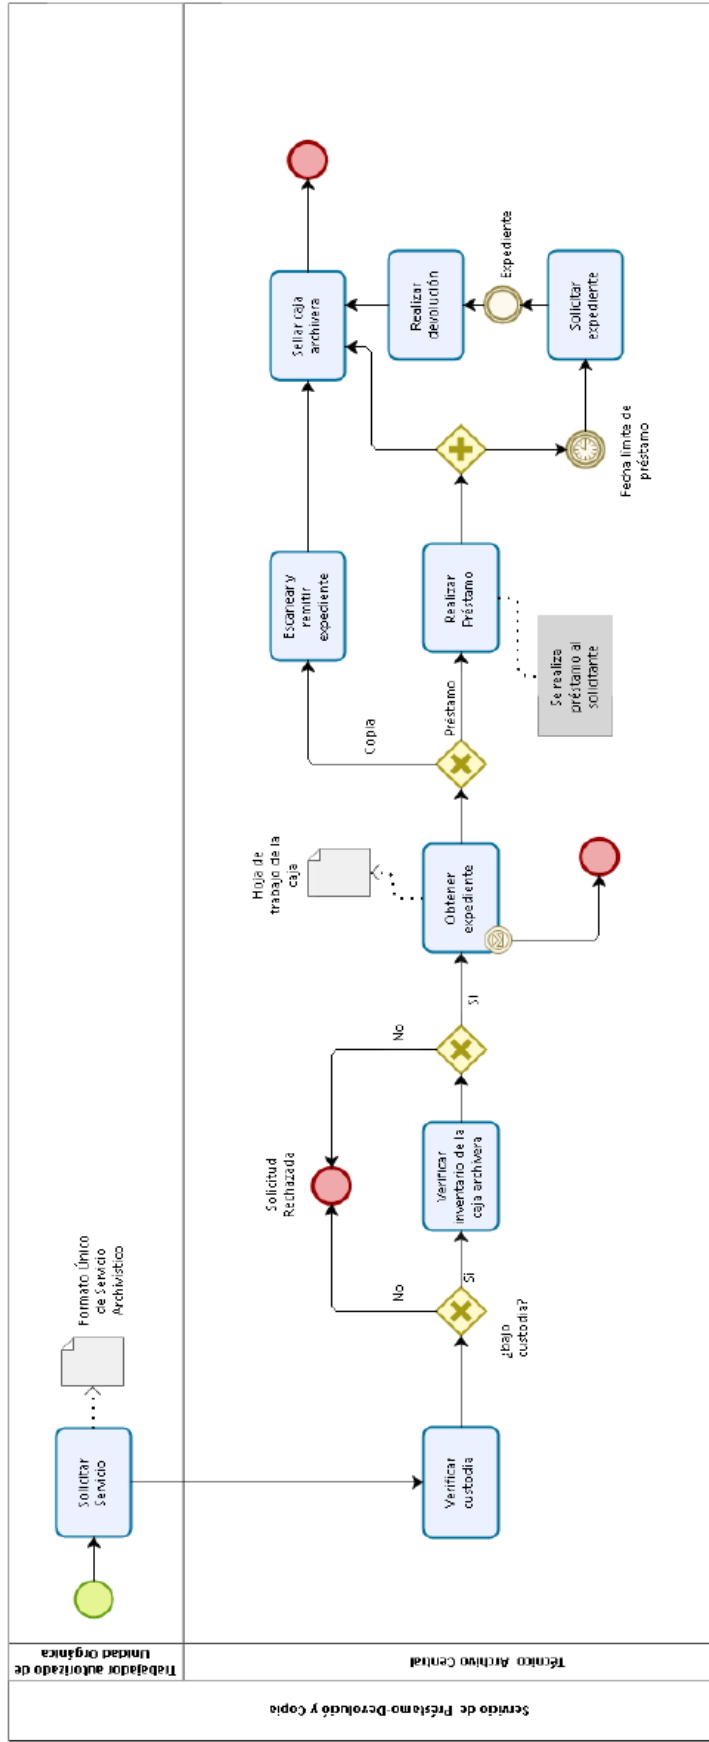 Servicio de Préstamo-Devolució y Copia
Trabajador autorizado de
Unidad Orgánica
Técnico Archivo Central
Solicitar
Servicio
Formato Único
de Servicio
Archivístico
Verificar
custodia
¿bajo
custodia?
No
Si
Solicitud
Rechazada
Verificar
inventario de la
caja archivera
No
SI
Obtener
expediente
Hoja de
trabajo de la
caja
Copia
Préstamo
Escanear y
remitir
expediente
Realizar
Préstamo
Se realiza
préstamo al
solicitante
Fecha límite de
préstamo
Solicitar
expediente
Expediente
Realizar
devolución
Sellar caja
archivera